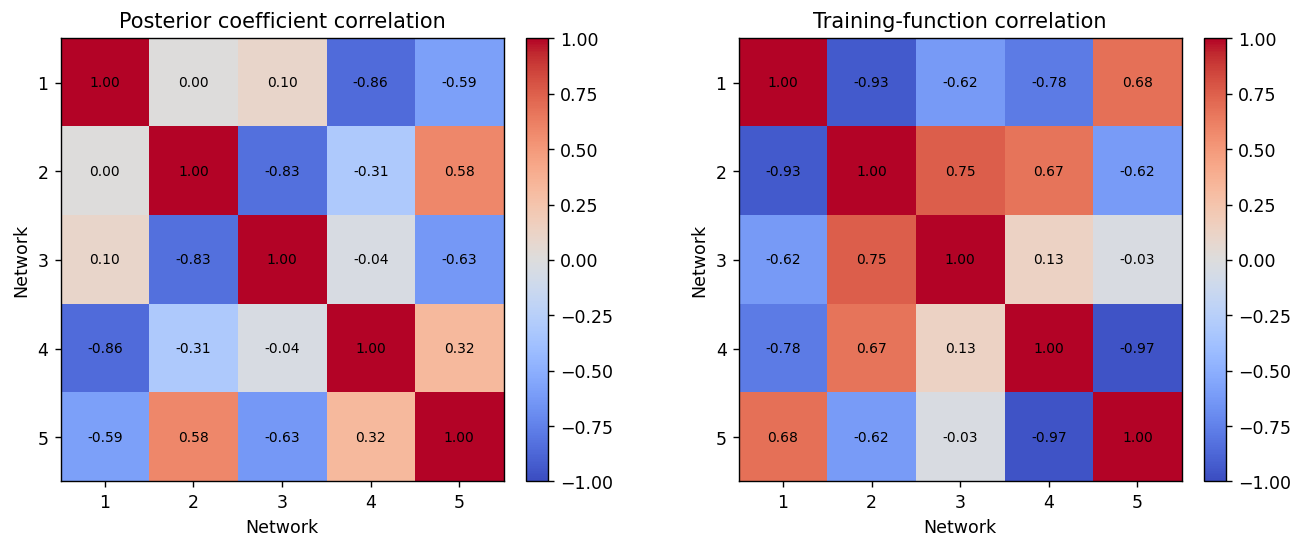 Posterior coefficient correlation
1 1.00 0.00 0.10 -0.86 -0.59
2 0.00 1.00 -0.83 -0.31 0.58
3 0.10 -0.83 1.00 -0.04 -0.63
4 -0.86 -0.31 -0.04 1.00 0.32
5 -0.59 0.58 -0.63 0.32 1.00
1 2 3 4 5
Network
Network
1.00
0.75
0.50
0.25
0.00
−0.25
−0.50
−0.75
−1.00
Training-function correlation
1 1.00 -0.93 -0.62 -0.78 0.68
2 -0.93 1.00 0.75 0.67 -0.62
3 -0.62 0.75 1.00 0.13 -0.03
4 -0.78 0.67 0.13 1.00 -0.97
5 0.68 -0.62 -0.03 -0.97 1.00
1 2 3 4 5
Network
Network
1.00
0.75
0.50
0.25
0.00
−0.25
−0.50
−0.75
−1.00